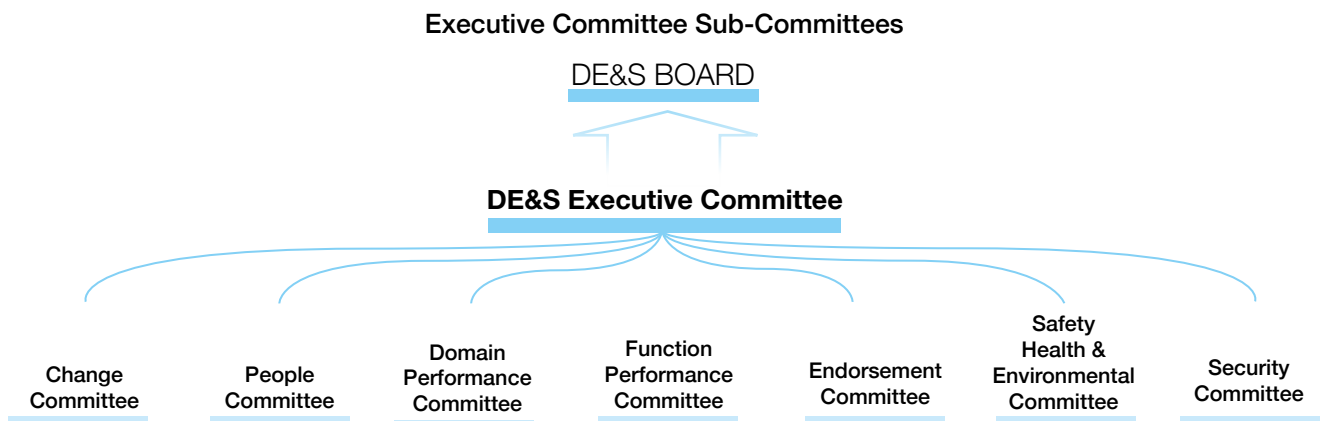 Executive Committee Sub-Committees
DE&S BOARD
DE&S Executive Committee
Change
Committee
People
Committee
Domain
Performance
Committee
Function
Performance
Committee
Endorsement
Committee
Safety
Health &
Environmental
Committee
Security
Committee